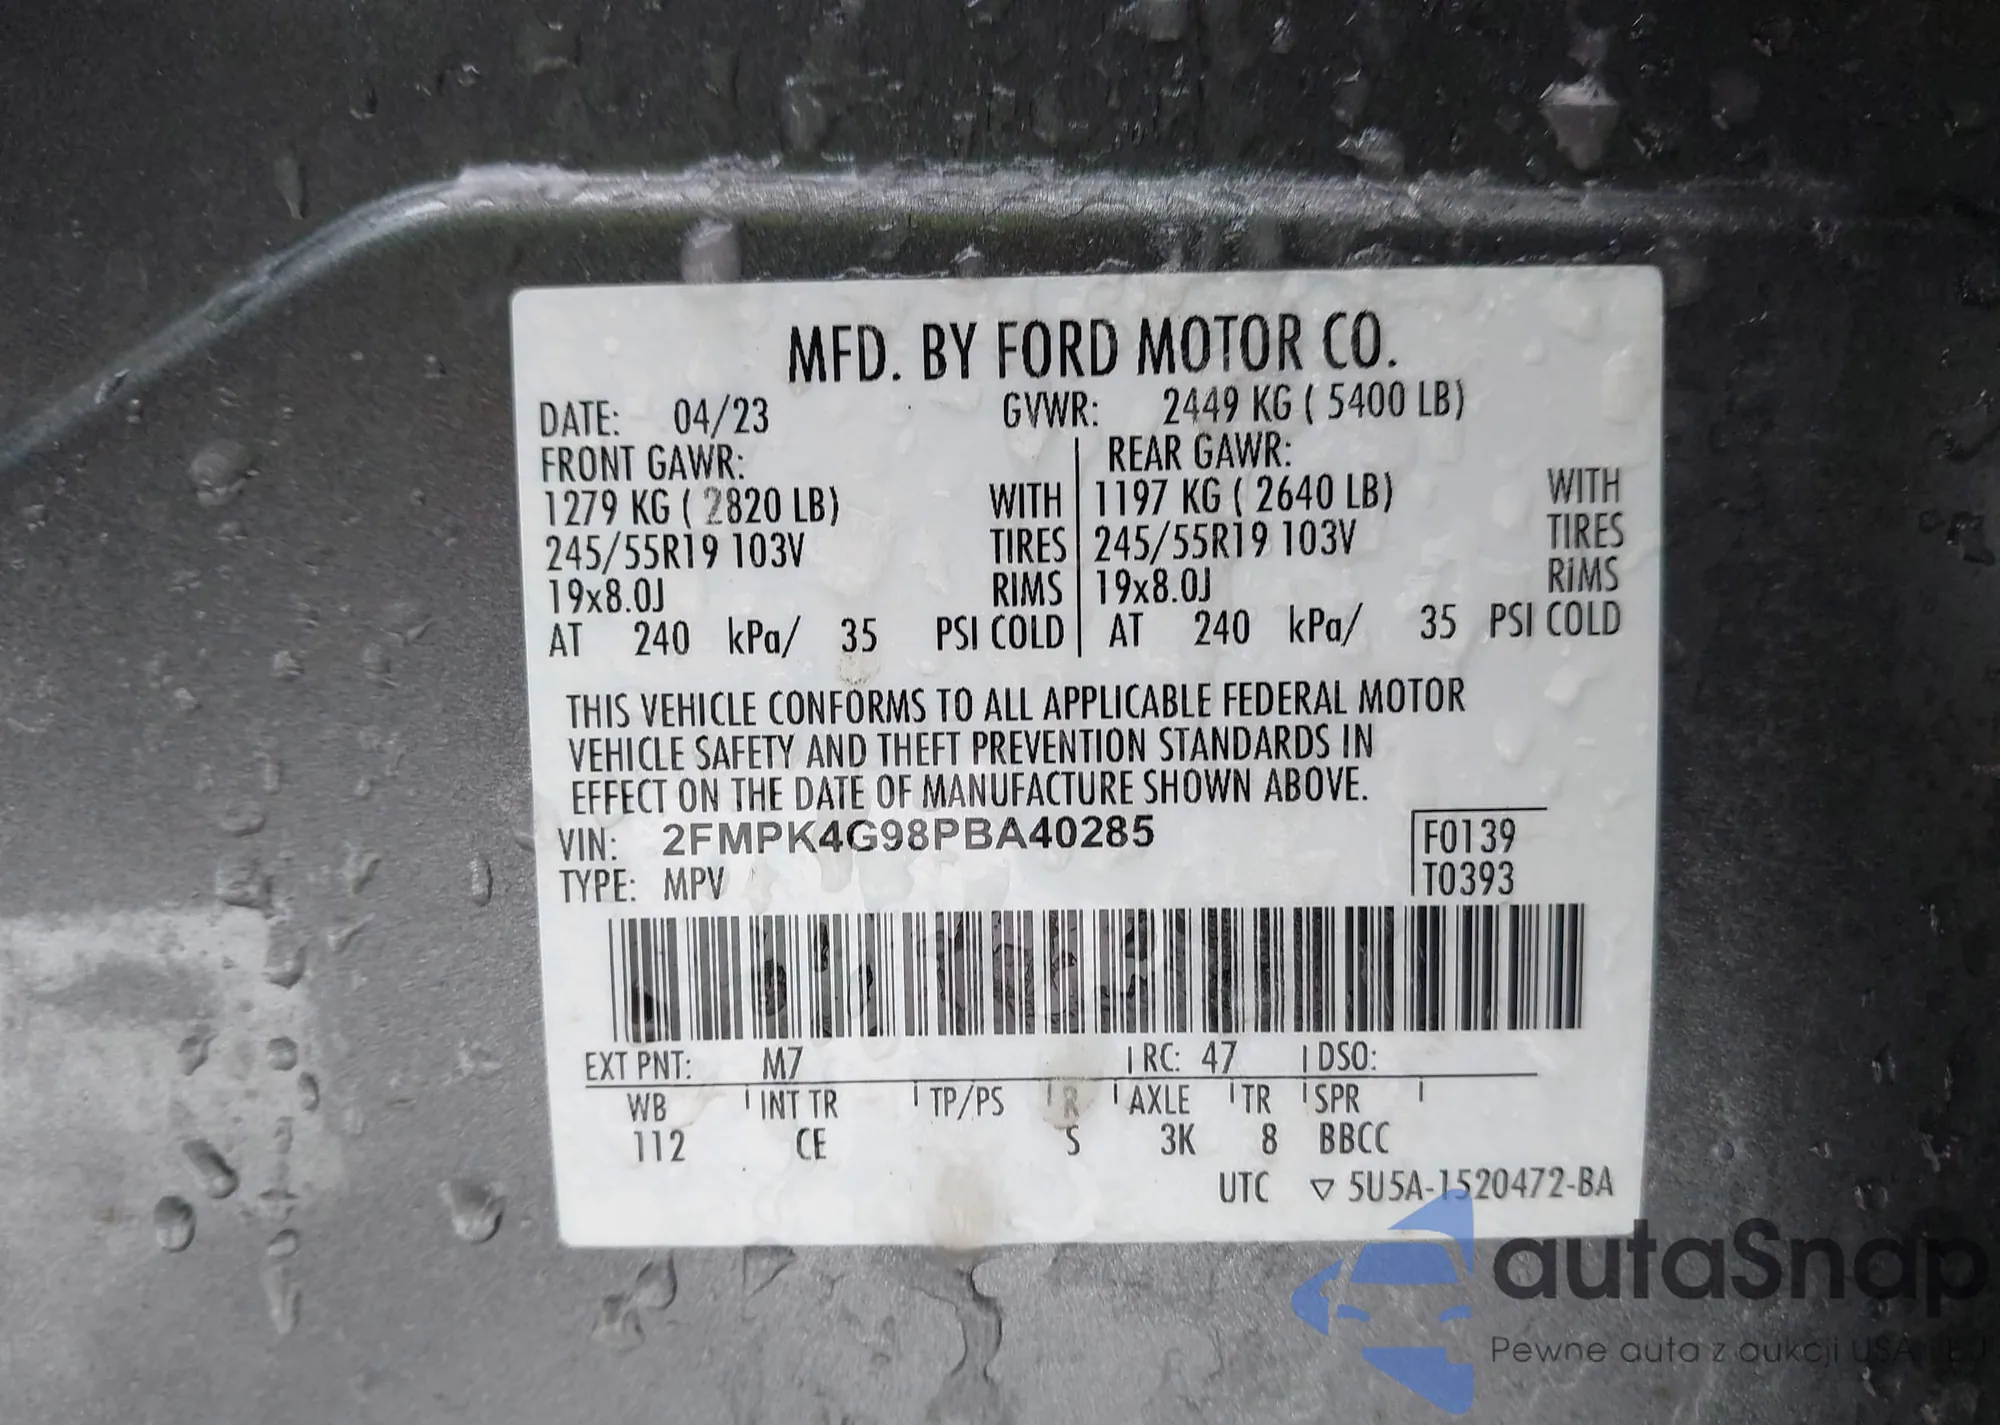 MFD. BY FORD MOTOR CO.
DATE: 04/23 GVWR: 2449 KG ( 5400 LB)
FRONT GAWR: REAR GAWR:
1279 KG ( 2820 LB) WITH 1197 KG ( 2640 LB) WITH
245/55R19 103V TIRES 245/55R19 103V TIRES
19x8.0J RIMS 19x8.0J RIMS
AT 240 kPa/ 35 PSI COLD AT 240 kPa/ 35 PSI COLD
THIS VEHICLE CONFORMS TO ALL APPLICABLE FEDERAL MOTOR
VEHICLE SAFETY AND THEFT PREVENTION STANDARDS IN
EFFECT ON THE DATE OF MANUFACTURE SHOWN ABOVE.
VIN: 2FMPK4G98PBA40285 F0139
TYPE: MPV T0393
EXT PNT: M7 RC: 47 DSO:
WB INT TR TP/PS R AXLE TR SPR
112 CE S 3K 8 BBCC
UTC ▽ 5U5A-1520472-BA
autaSnap
Pewne auta z aukcji USA